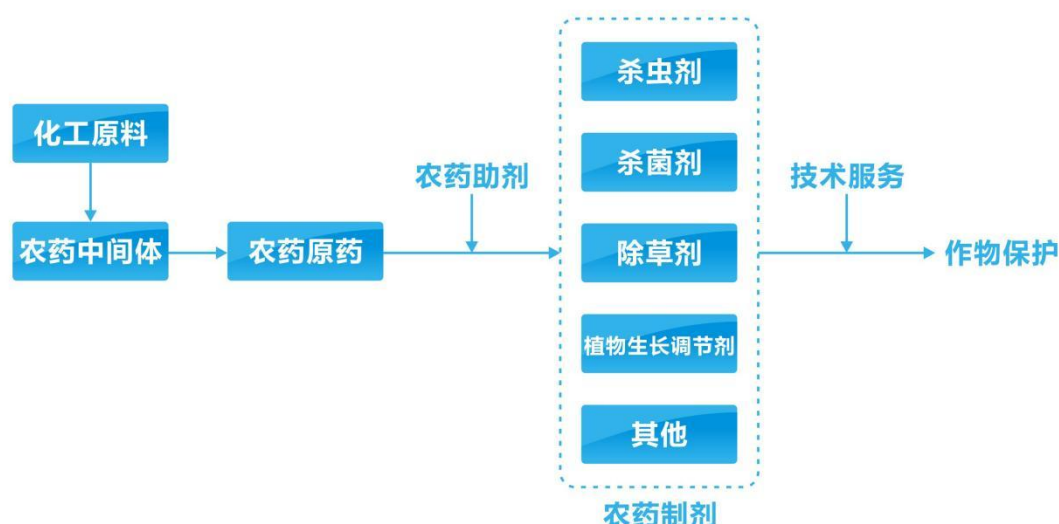 化工原料
农药中间体
农药原药
农药助剂
杀虫剂
杀菌剂
除草剂
植物生长调节剂
其他
农药制剂
技术服务
作物保护